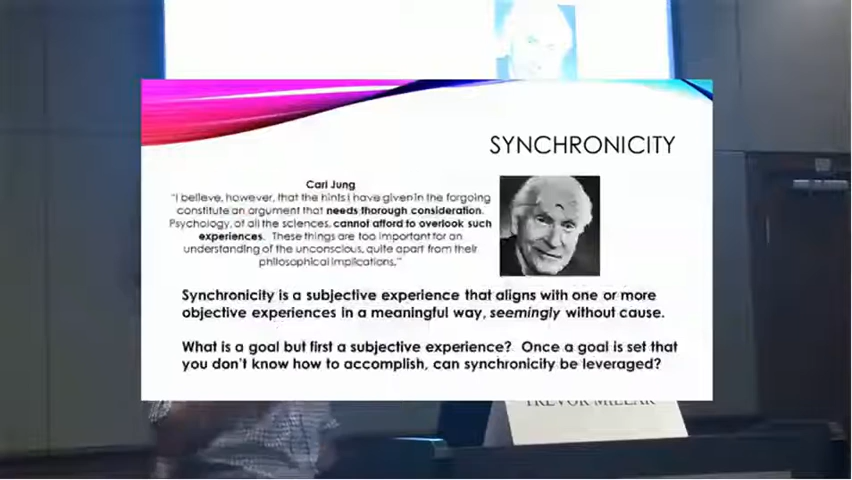 SYNCHRONICITY
Carl Jung
"I believe, however, that the hints I have given in the forgoing
constitute an argument that needs thorough consideration.
Psychology, of all the sciences, cannot afford to overlook such
experiences. These things are too important for an
understanding of the unconscious, quite apart from their
philosophical implications."
Synchronicity is a subjective experience that aligns with one or more
objective experiences in a meaningful way, seemingly without cause.
What is a goal but first a subjective experience? Once a goal is set that
you don't know how to accomplish, can synchronicity be leveraged?
TREVOR MILLAR